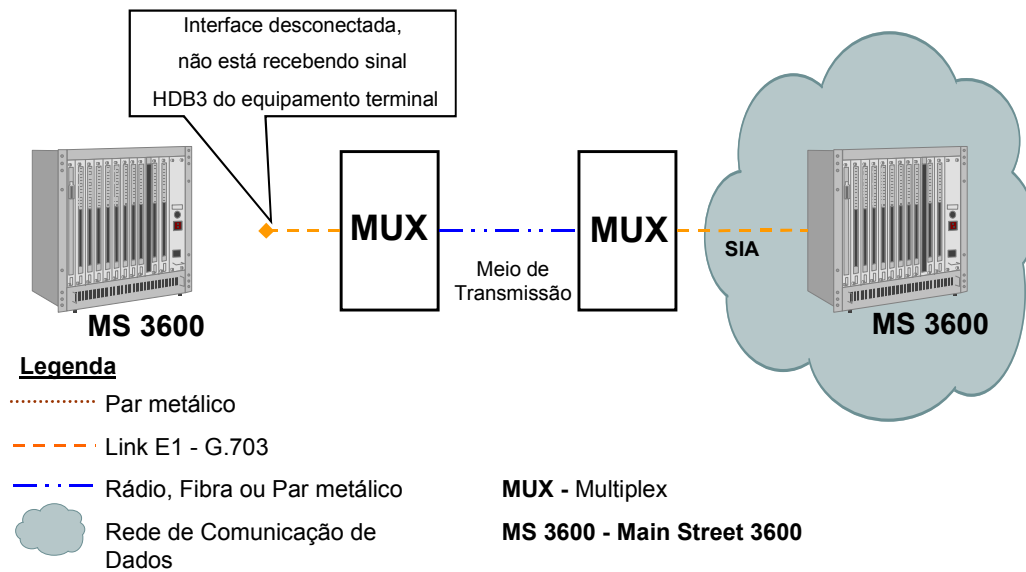 Interface desconectada,
não está recebendo sinal
HDB3 do equipamento terminal
MUX
MUX
SIA
Meio de
Transmissão
MS 3600
MS 3600
Legenda
Par metálico
Link E1 - G.703
Rádio, Fibra ou Par metálico
MUX - Multiplex
Rede de Comunicação de
Dados
MS 3600 - Main Street 3600